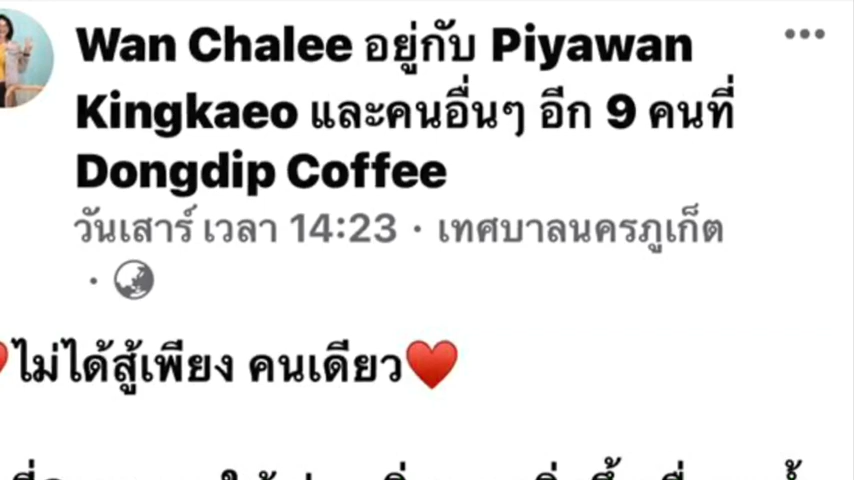 Wan Chalee อยู่กับ Piyawan
Kingkaeo และคนอื่นๆ อีก 9 คนที่
Dongdip Coffee
วันเสาร์ เวลา 14:23 · เทศบาลนครภูเก็ต
·
❤️ไม่ได้สู้เพียง คนเดียว❤️